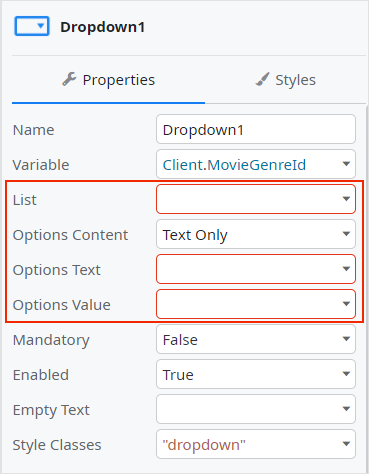 Dropdown1
Properties Styles
Name Dropdown1
Variable Client.MovieGenreId
List
Options Content Text Only
Options Text
Options Value
Mandatory False
Enabled True
Empty Text
Style Classes "dropdown"